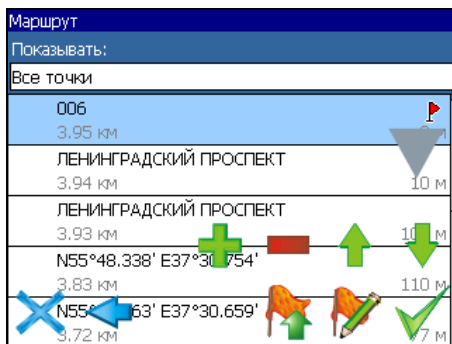 Маршрут
Показывать:
Все точки
006
3.95 км м
ЛЕНИНГРАДСКИЙ ПРОСПЕКТ
3.94 км 10 м
ЛЕНИНГРАДСКИЙ ПРОСПЕКТ
3.93 км м
N55°48.338' E37° .754'
3.83 км 110 м
63' E37°30.659'
3.72 км 7 м